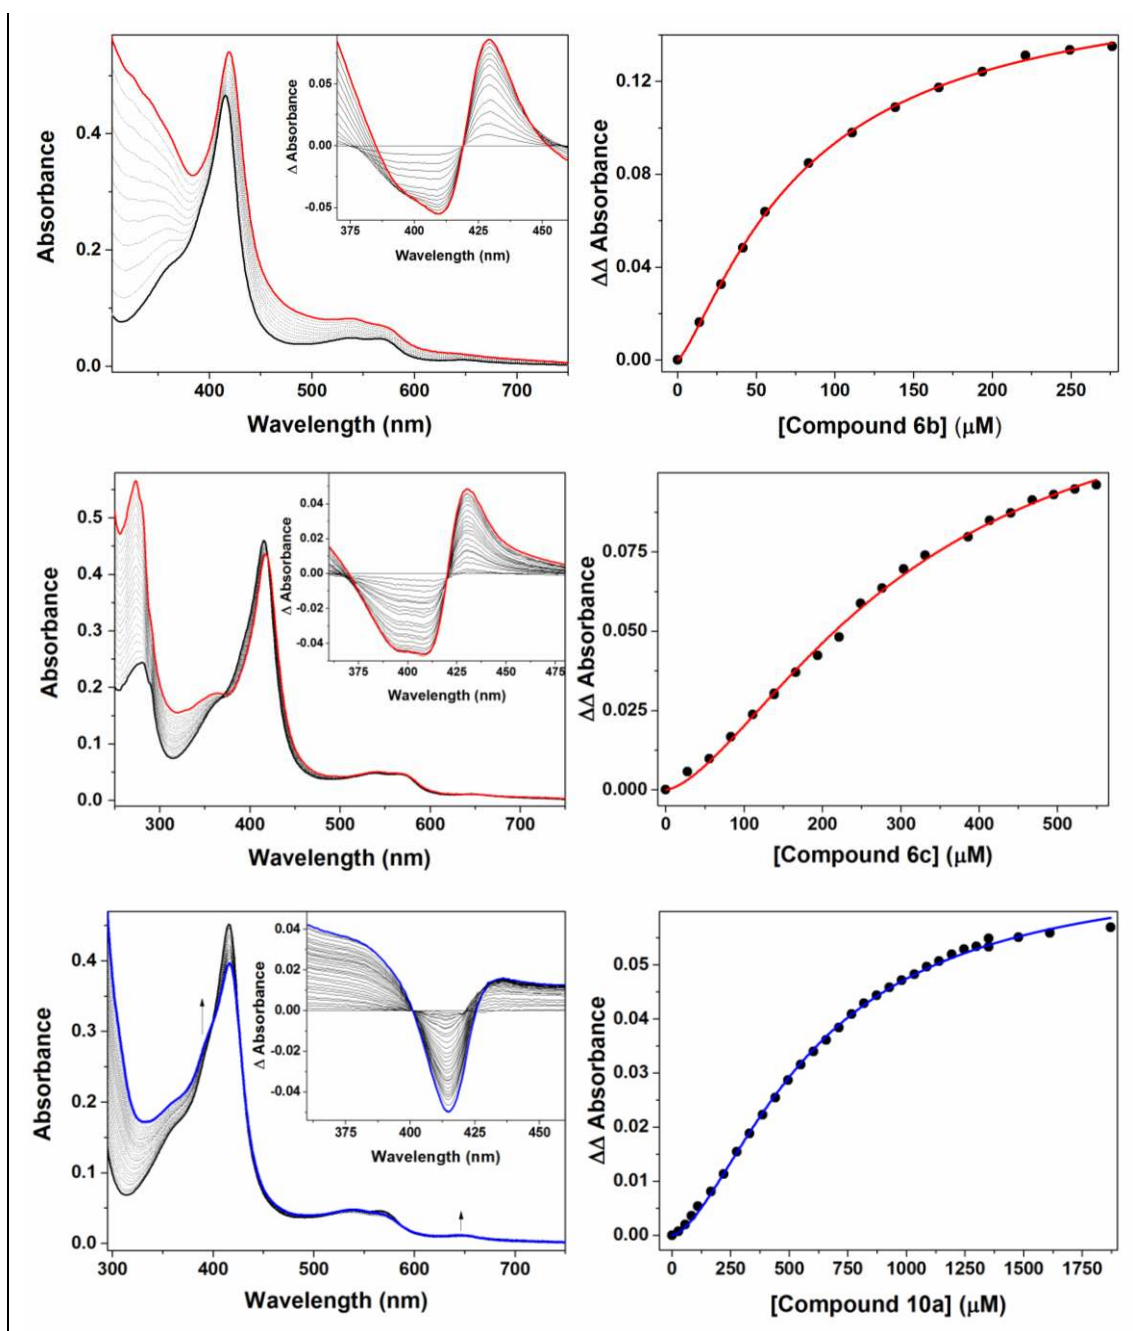 0.4
0.2
0.0
400 500 600 700
Absorbance
Wavelength (nm)
0.05
0.00
-0.05
375 400 425 450
Δ Absorbance
Wavelength (nm)
0.12
0.08
0.04
0.00
0 50 100 150 200 250
ΔΔ Absorbance
[Compound 6b] (μM)
0.5
0.4
0.3
0.2
0.1
0.0
300 400 500 600 700
Absorbance
Wavelength (nm)
0.04
0.02
0.00
-0.02
-0.04
375 400 425 450 475
Δ Absorbance
Wavelength (nm)
0.075
0.050
0.025
0.000
0 100 200 300 400 500
ΔΔ Absorbance
[Compound 6c] (μM)
0.4
0.3
0.2
0.1
0.0
300 400 500 600 700
Absorbance
Wavelength (nm)
0.04
0.02
0.00
-0.02
-0.04
375 400 425 450
Δ Absorbance
Wavelength (nm)
0.05
0.04
0.03
0.02
0.01
0.00
0 250 500 750 1000 1250 1500 1750
ΔΔ Absorbance
[Compound 10a] (μM)